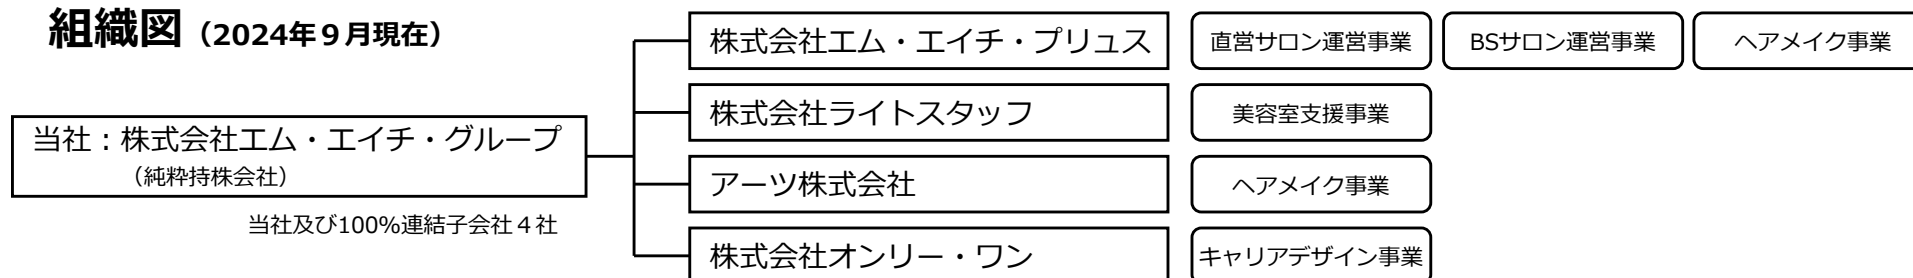 組織図（2024年９月現在）
株式会社エム・エイチ・プリュス 直営サロン運営事業 BSサロン運営事業 ヘアメイク事業
株式会社ライトスタッフ 美容室支援事業
当社：株式会社エム・エイチ・グループ
（純粋持株会社）
アーツ株式会社 ヘアメイク事業
当社及び100%連結子会社４社
株式会社オンリー・ワン キャリアデザイン事業